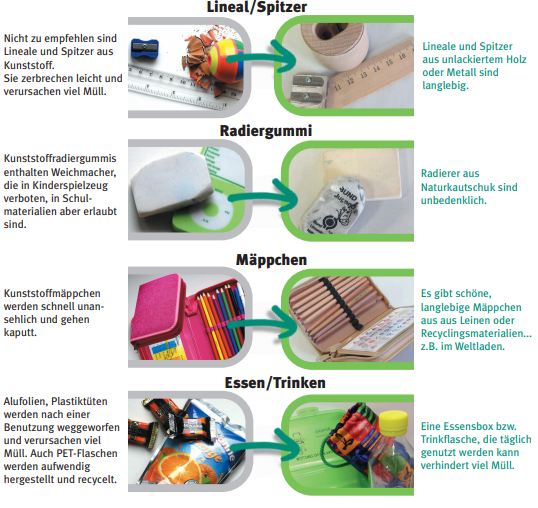 Lineal/Spitzer
Nicht zu empfehlen sind
Lineale und Spitzer aus
Kunststoff.
Sie zerbrechen leicht und
verursachen viel Müll.
Lineale und Spitzer
aus unlackiertem Holz
oder Metall sind
langlebig.
Radiergummi
Kunststoffradiergummis
enthalten Weichmacher,
die in Kinderspielzeug
verboten, in Schul-
materialien aber erlaubt
sind.
Radierer aus
Naturkautschuk sind
unbedenklich.
Mäppchen
Kunststoffmäppchen
werden schnell unan-
sehlich und gehen
kaputt.
Es gibt schöne,
langlebige Mäppchen
aus aus Leinen oder
Recyclingsmaterialien...
z.B. im Weltladen.
Essen/Trinken
Alufolien, Plastiktüten
werden nach einer
Benutzung weggeworfen
und verursachen viel
Müll. Auch PET-Flaschen
werden aufwendig
hergestellt und recycelt.
Eine Essensbox bzw.
Trinkflasche, die täglich
genutzt werden kann
verhindert viel Müll.